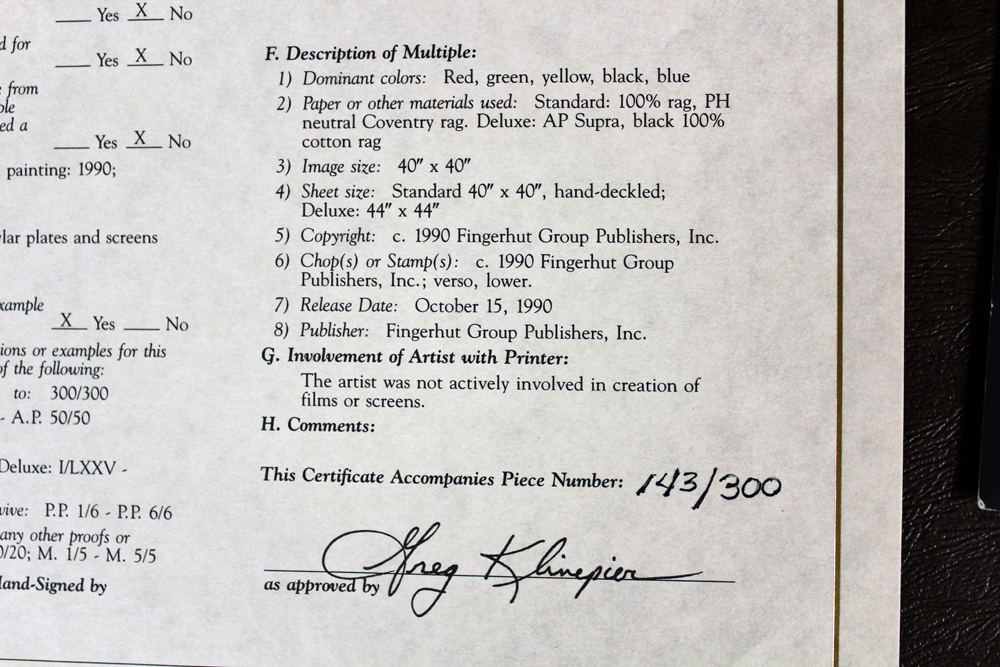 ___ Yes _X_ No
d for
___ Yes _X_ No
from
ble
ed a
___ Yes _X_ No
painting: 1990;
lar plates and screens
xample
_X_ Yes ___ No
ions or examples for this
of the following:
to: 300/300
- A.P. 50/50
Deluxe: I/LXXV -
vive: P.P. 1/6 - P.P. 6/6
any other proofs or
0/20; M. 1/5 - M. 5/5
Hand-Signed by
F. Description of Multiple:
1) Dominant colors: Red, green, yellow, black, blue
2) Paper or other materials used: Standard: 100% rag, PH
neutral Coventry rag. Deluxe: AP Supra, black 100%
cotton rag
3) Image size: 40" x 40"
4) Sheet size: Standard 40" x 40", hand-deckled;
Deluxe: 44" x 44"
5) Copyright: c. 1990 Fingerhut Group Publishers, Inc.
6) Chop(s) or Stamp(s): c. 1990 Fingerhut Group
Publishers, Inc.; verso, lower.
7) Release Date: October 15, 1990
8) Publisher: Fingerhut Group Publishers, Inc.
G. Involvement of Artist with Printer:
The artist was not actively involved in creation of
films or screens.
H. Comments:
This Certificate Accompanies Piece Number: 143/300
Greg Klinepier
as approved by